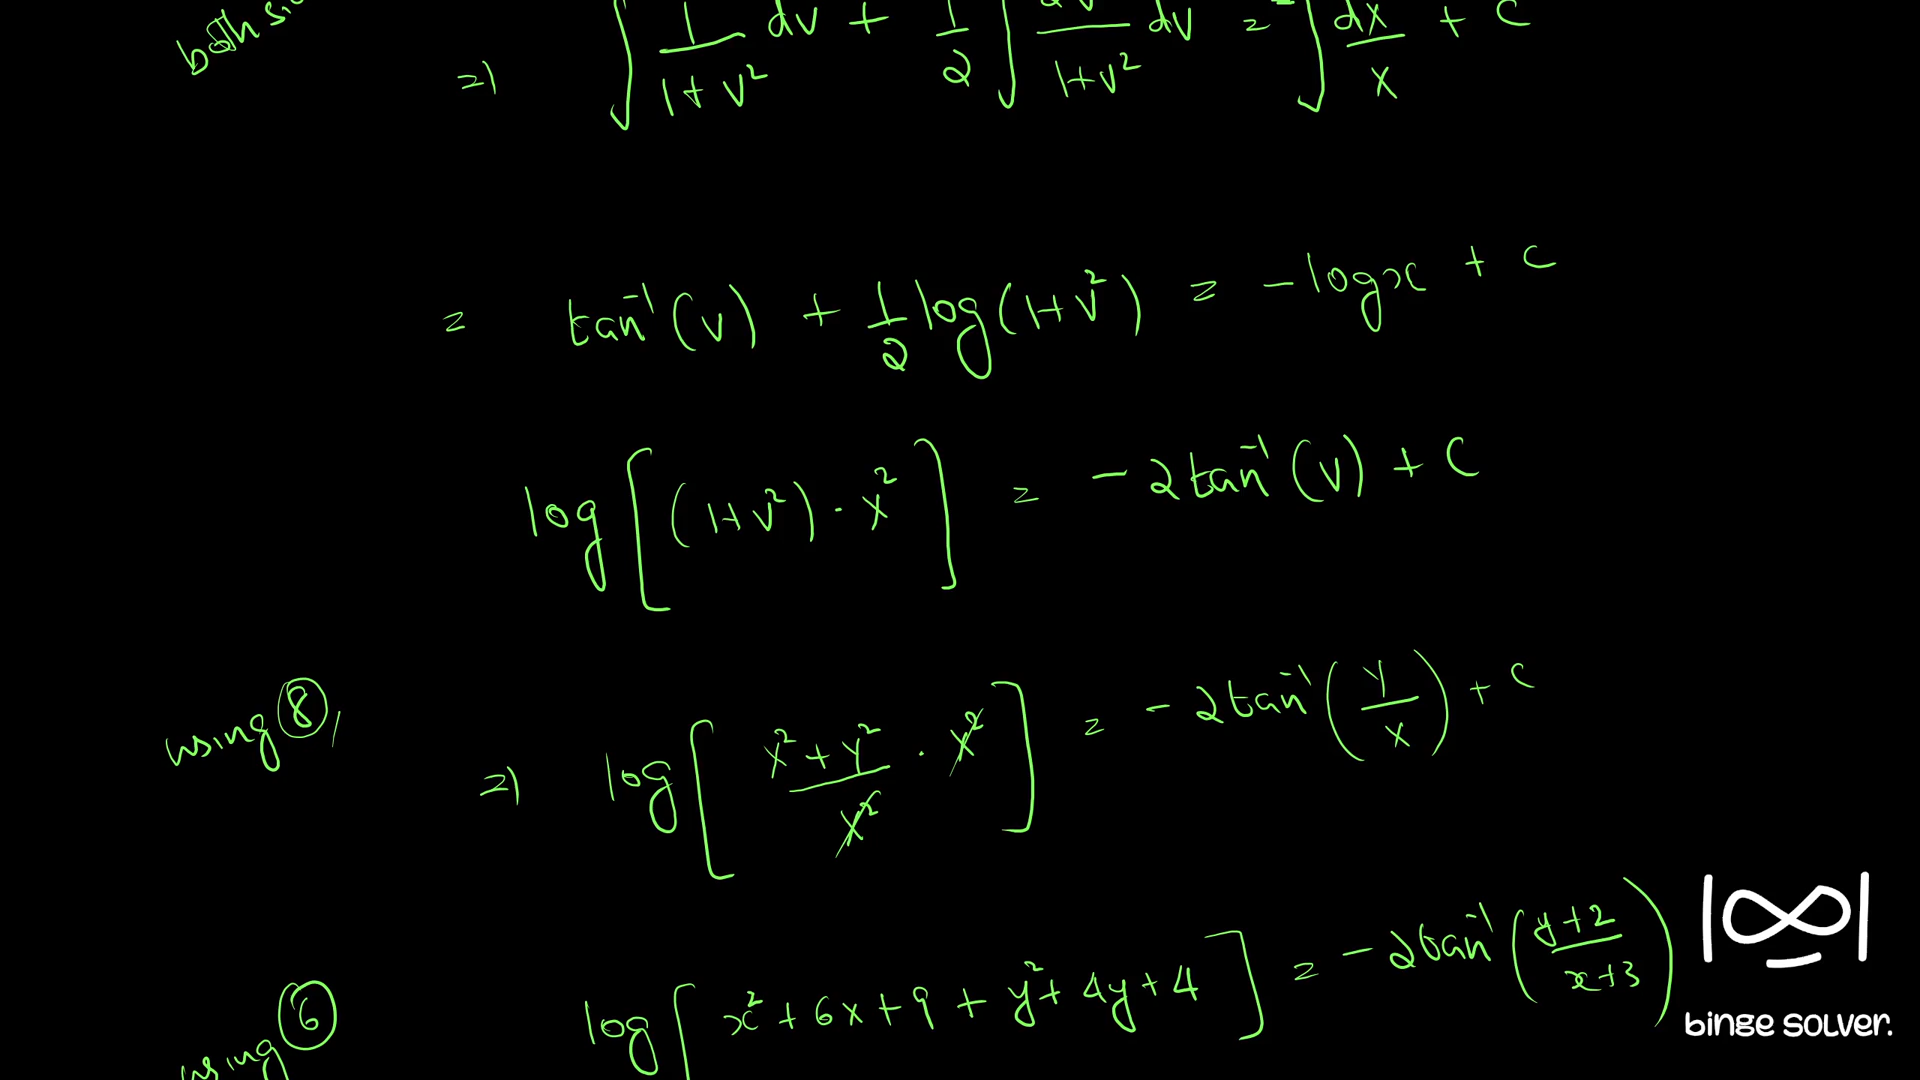 both si
=) ∫ 1/(1+v²) dv + 1/2 ∫ 2v/(1+v²) dv = -∫ dx/x + C
= tan⁻¹(v) + 1/2 log(1+v²) = -logx + C
log[(1+v²)·x²] = -2tan⁻¹(v) + C
using ⑧, =) log[(x²+y²)/x² · x²] = -2tan⁻¹(y/x) + C
using ⑥ log[x²+6x+9+y²+4y+4] = -2tan⁻¹((y+2)/(x+3))
binge solver.